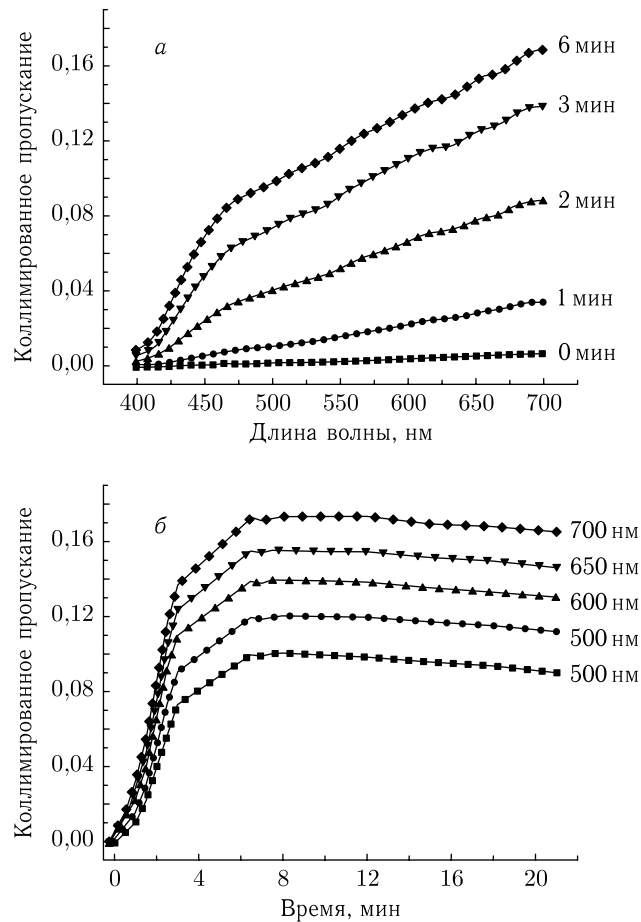 а
Коллимированное пропускание
0,16
0,12
0,08
0,04
0,00
6 мин
3 мин
2 мин
1 мин
0 мин
400 450 500 550 600 650 700
Длина волны, нм
б
Коллимированное пропускание
0,16
0,12
0,08
0,04
0,00
700 нм
650 нм
600 нм
500 нм
500 нм
0 4 8 12 16 20
Время, мин